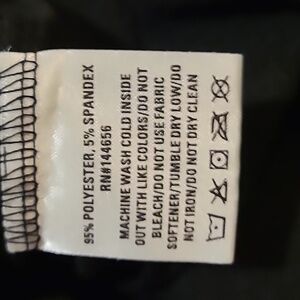 95% POLYESTER, 5% SPANDEX
RN#144656
MACHINE WASH COLD INSIDE
OUT WITH LIKE COLORS/DO NOT
BLEACH/DO NOT USE FABRIC
SOFTENER/TUMBLE DRY LOW/DO
NOT IRON/DO NOT DRY CLEAN